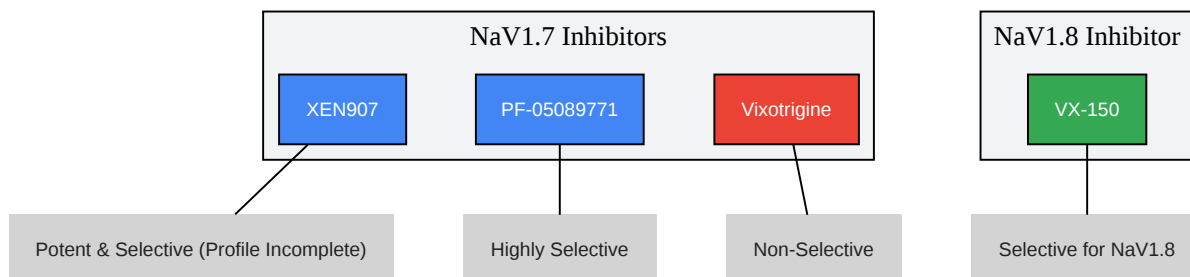 NaV1.7 Inhibitors
NaV1.8 Inhibitor
XEN907
PF-05089771
Vixotrigine
VX-150
Potent & Selective (Profile Incomplete)
Highly Selective
Non-Selective
Selective for NaV1.8